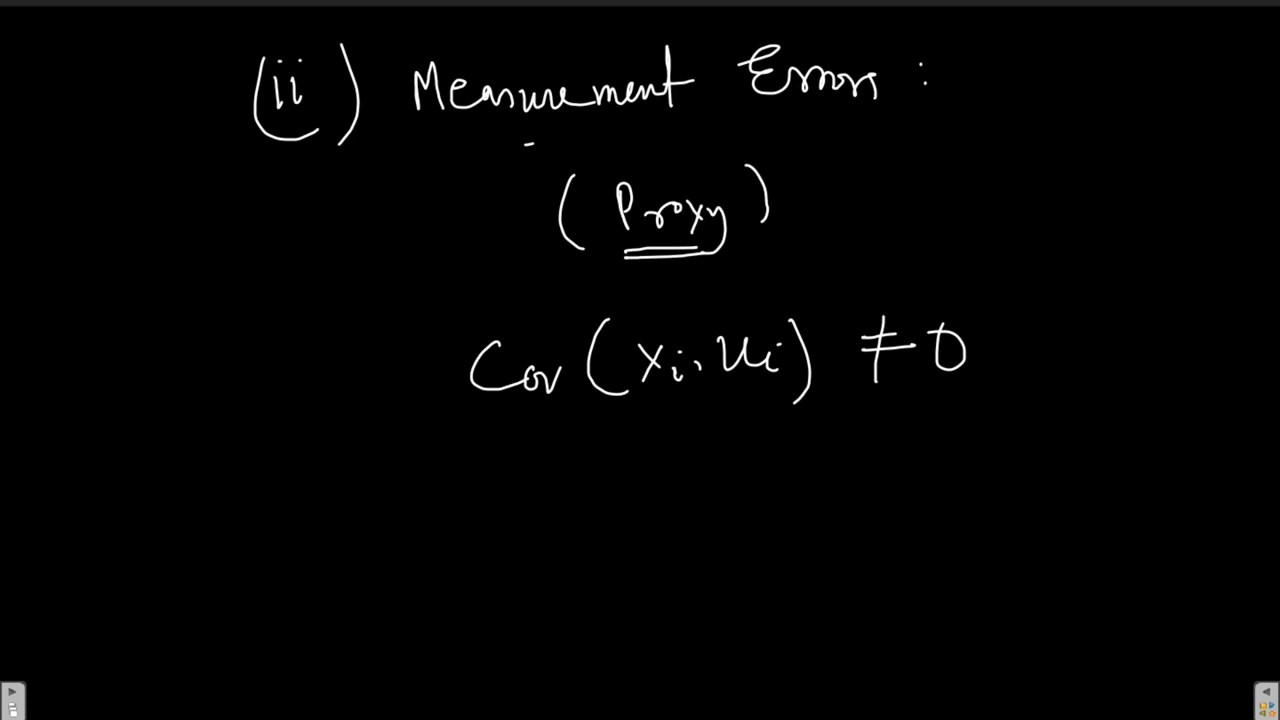 (ii) Measurement Errors :
(Proxy)
Cov (Xi, ui) ≠ 0